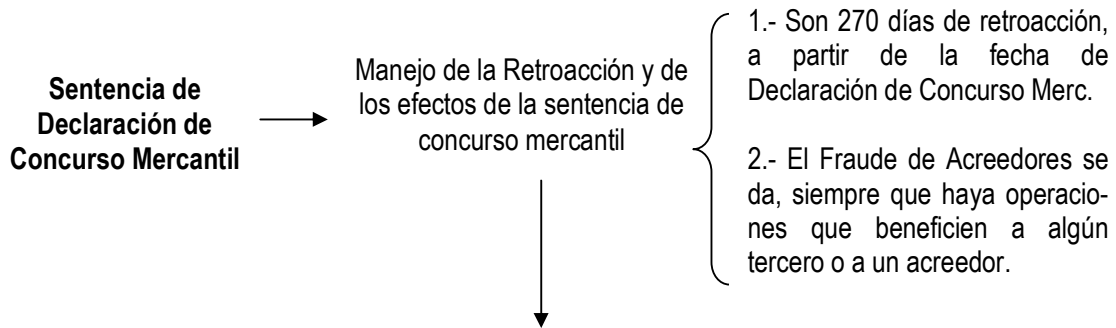 Sentencia de
Declaración de
Concurso Mercantil
Manejo de la Retroacción y de
los efectos de la sentencia de
concurso mercantil
1.- Son 270 días de retroacción,
a partir de la fecha de
Declaración de Concurso Merc.
2.- El Fraude de Acreedores se
da, siempre que haya operacio-
nes que beneficien a algún
tercero o a un acreedor.